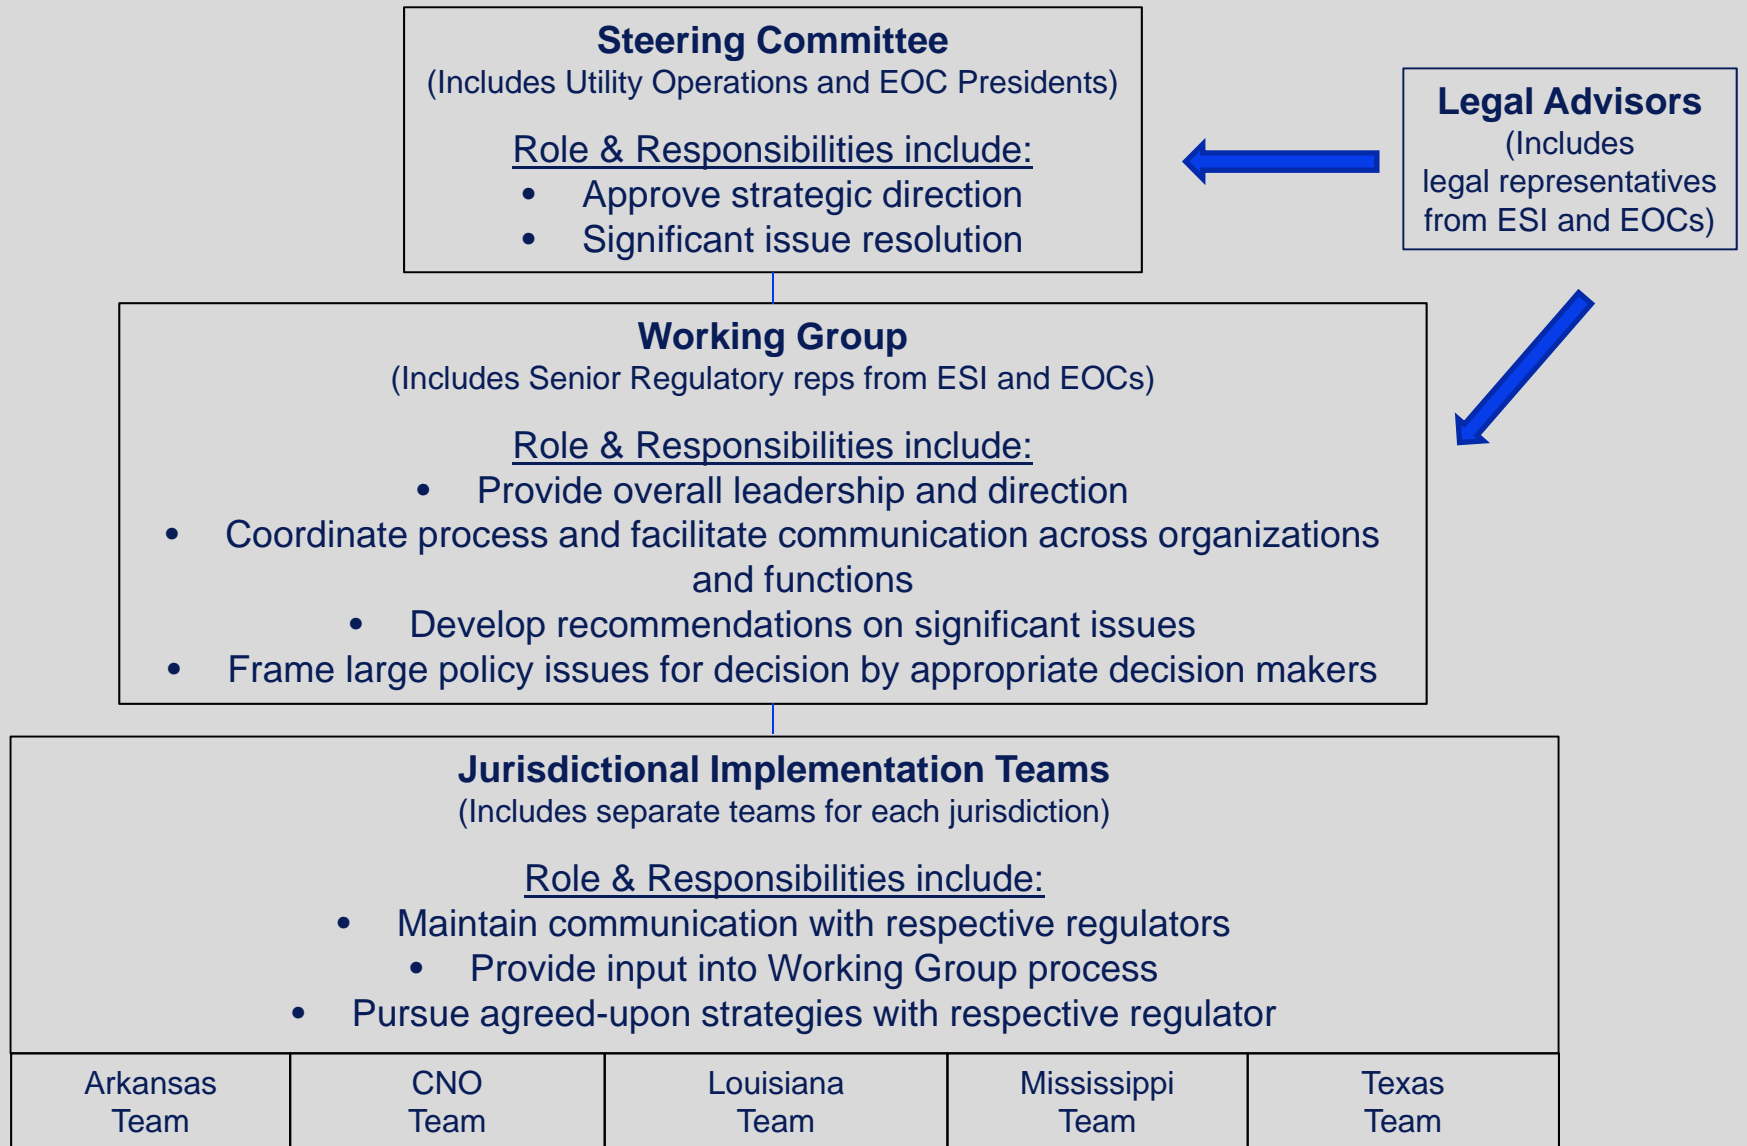 Steering Committee
(Includes Utility Operations and EOC Presidents)
Role & Responsibilities include:
• Approve strategic direction
• Significant issue resolution
Legal Advisors
(Includes
legal representatives
from ESI and EOCs)
Working Group
(Includes Senior Regulatory reps from ESI and EOCs)
Role & Responsibilities include:
• Provide overall leadership and direction
• Coordinate process and facilitate communication across organizations
and functions
• Develop recommendations on significant issues
• Frame large policy issues for decision by appropriate decision makers
Jurisdictional Implementation Teams
(Includes separate teams for each jurisdiction)
Role & Responsibilities include:
• Maintain communication with respective regulators
• Provide input into Working Group process
• Pursue agreed-upon strategies with respective regulator
Arkansas
Team
CNO
Team
Louisiana
Team
Mississippi
Team
Texas
Team